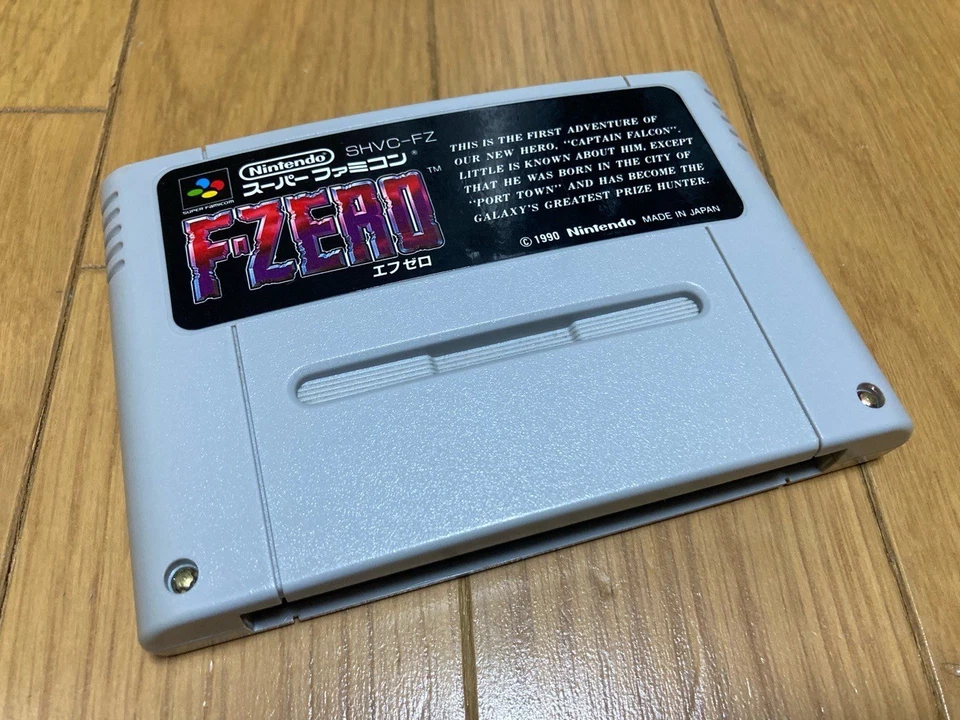 Nintendo
SHVC-FZ
スーパーファミコン®
SUPER FAMICOM
F-ZERO™
エフゼロ
THIS IS THE FIRST ADVENTURE OF
OUR NEW HERO, "CAPTAIN FALCON".
LITTLE IS KNOWN ABOUT HIM, EXCEPT
THAT HE WAS BORN IN THE CITY OF
"PORT TOWN" AND HAS BECOME THE
GALAXY'S GREATEST PRIZE HUNTER.
© 1990 Nintendo MADE IN JAPAN